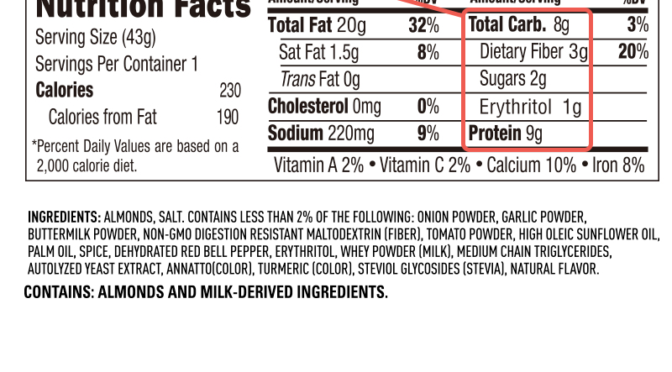 Nutrition Facts
Serving Size (43g)
Servings Per Container 1
Calories 230
Calories from Fat 190
*Percent Daily Values are based on a
2,000 calorie diet.
Amount/Serving %DV
Total Fat 20g 32%
Sat Fat 1.5g 8%
Trans Fat 0g
Cholesterol 0mg 0%
Sodium 220mg 9%
Amount/Serving %DV
Total Carb. 8g 3%
Dietary Fiber 3g 20%
Sugars 2g
Erythritol 1g
Protein 9g
Vitamin A 2% • Vitamin C 2% • Calcium 10% • Iron 8%
INGREDIENTS: ALMONDS, SALT. CONTAINS LESS THAN 2% OF THE FOLLOWING: ONION POWDER, GARLIC POWDER,
BUTTERMILK POWDER, NON-GMO DIGESTION RESISTANT MALTODEXTRIN (FIBER), TOMATO POWDER, HIGH OLEIC SUNFLOWER OIL,
PALM OIL, SPICE, DEHYDRATED RED BELL PEPPER, ERYTHRITOL, WHEY POWDER (MILK), MEDIUM CHAIN TRIGLYCERIDES,
AUTOLYZED YEAST EXTRACT, ANNATTO(COLOR), TURMERIC (COLOR), STEVIOL GLYCOSIDES (STEVIA), NATURAL FLAVOR.
CONTAINS: ALMONDS AND MILK-DERIVED INGREDIENTS.